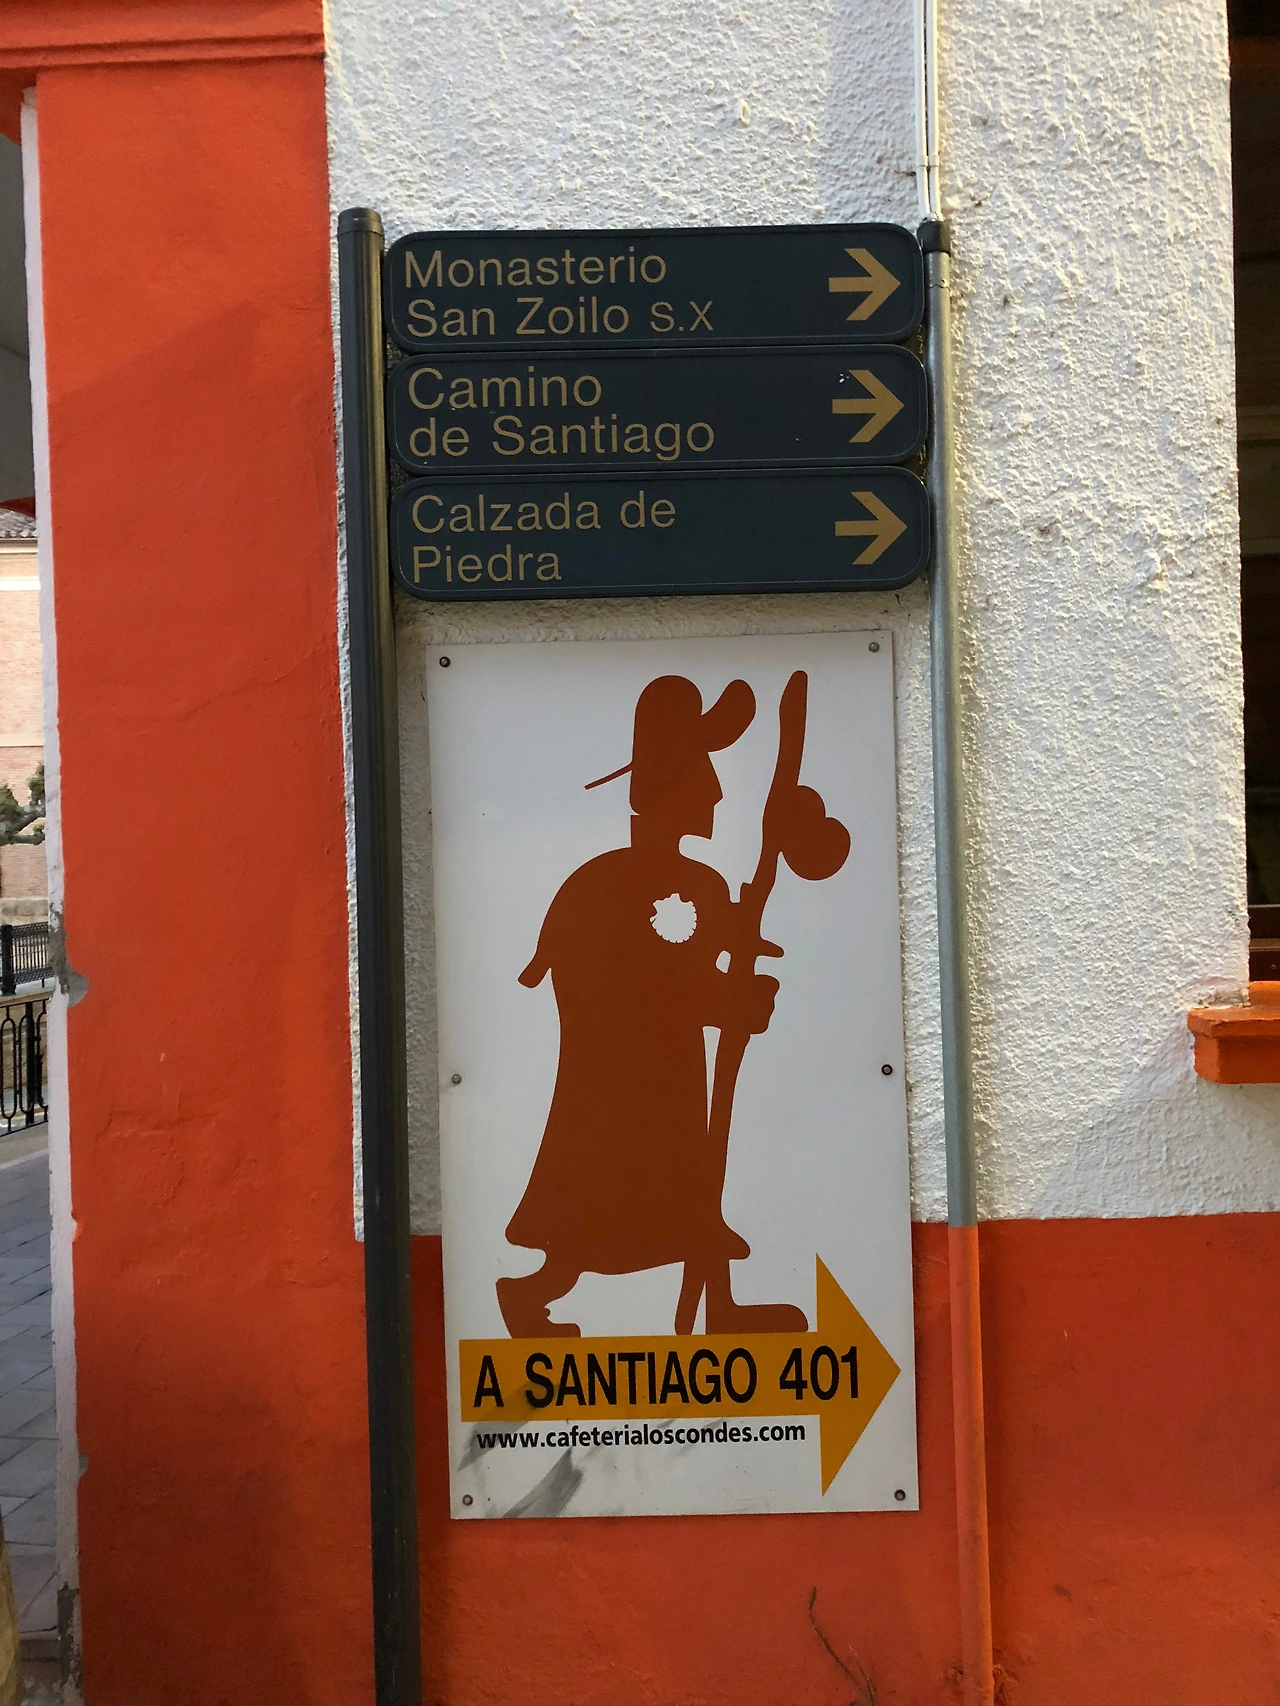 Monasterio
San Zoilo S.X
Camino
de Santiago
Calzada de
Piedra
A SANTIAGO 401
www.cafeterialoscondes.com